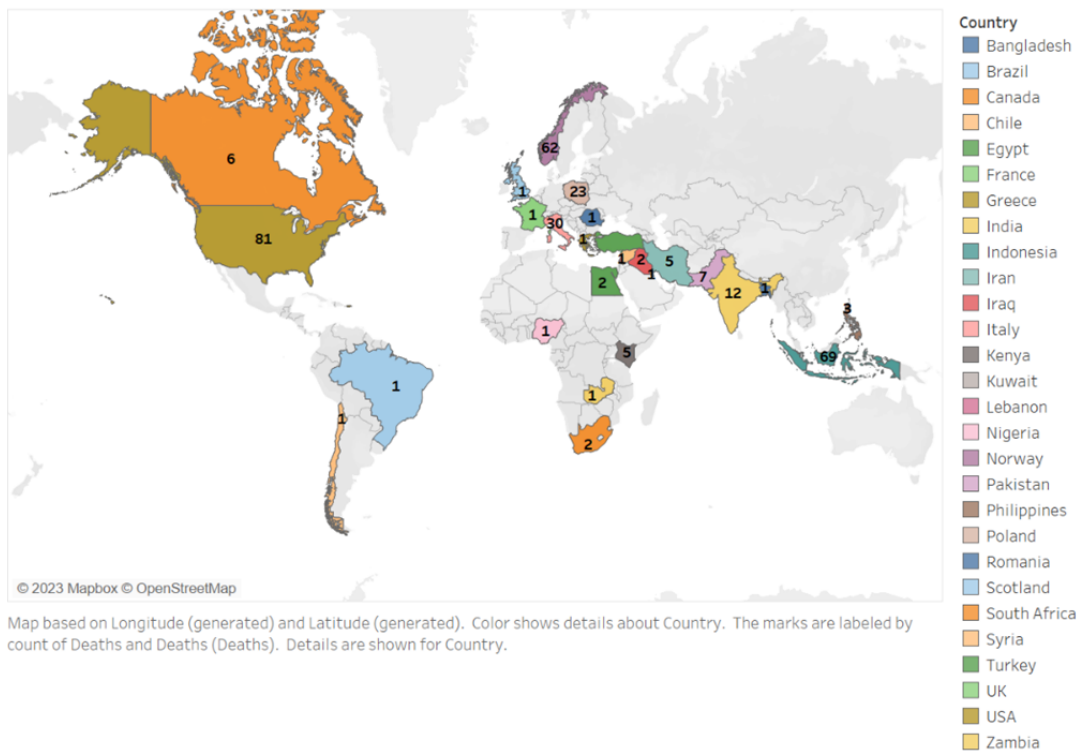 Country
Bangladesh
Brazil
Canada
Chile
Egypt
France
Greece
India
Indonesia
Iran
Iraq
Italy
Kenya
Kuwait
Lebanon
Nigeria
Norway
Pakistan
Philippines
Poland
Romania
Scotland
South Africa
Syria
Turkey
UK
USA
Zambia
6
62
1
23
1
1
30
81
1
1
2
5
1
2
7
12
1
3
1
5
69
1
1
1
2
© 2023 Mapbox © OpenStreetMap
Map based on Longitude (generated) and Latitude (generated). Color shows details about Country. The marks are labeled by
count of Deaths and Deaths (Deaths). Details are shown for Country.